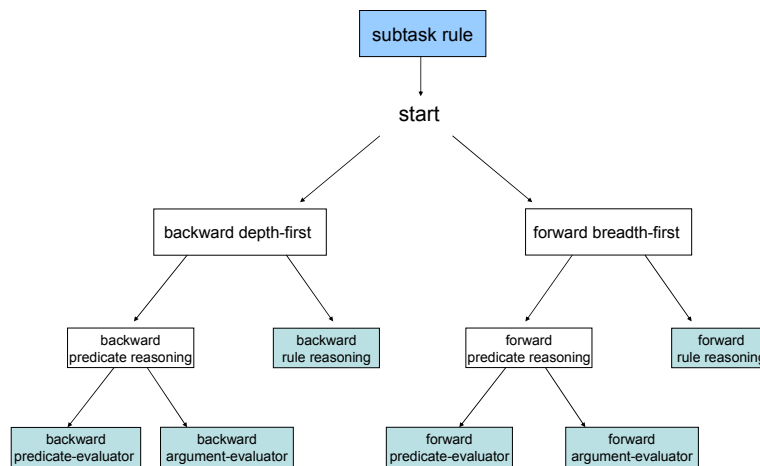 subtask rule
start
backward depth-first
forward breadth-first
backward
predicate reasoning
backward
rule reasoning
forward
predicate reasoning
forward
rule reasoning
backward
predicate-evaluator
backward
argument-evaluator
forward
predicate-evaluator
forward
argument-evaluator